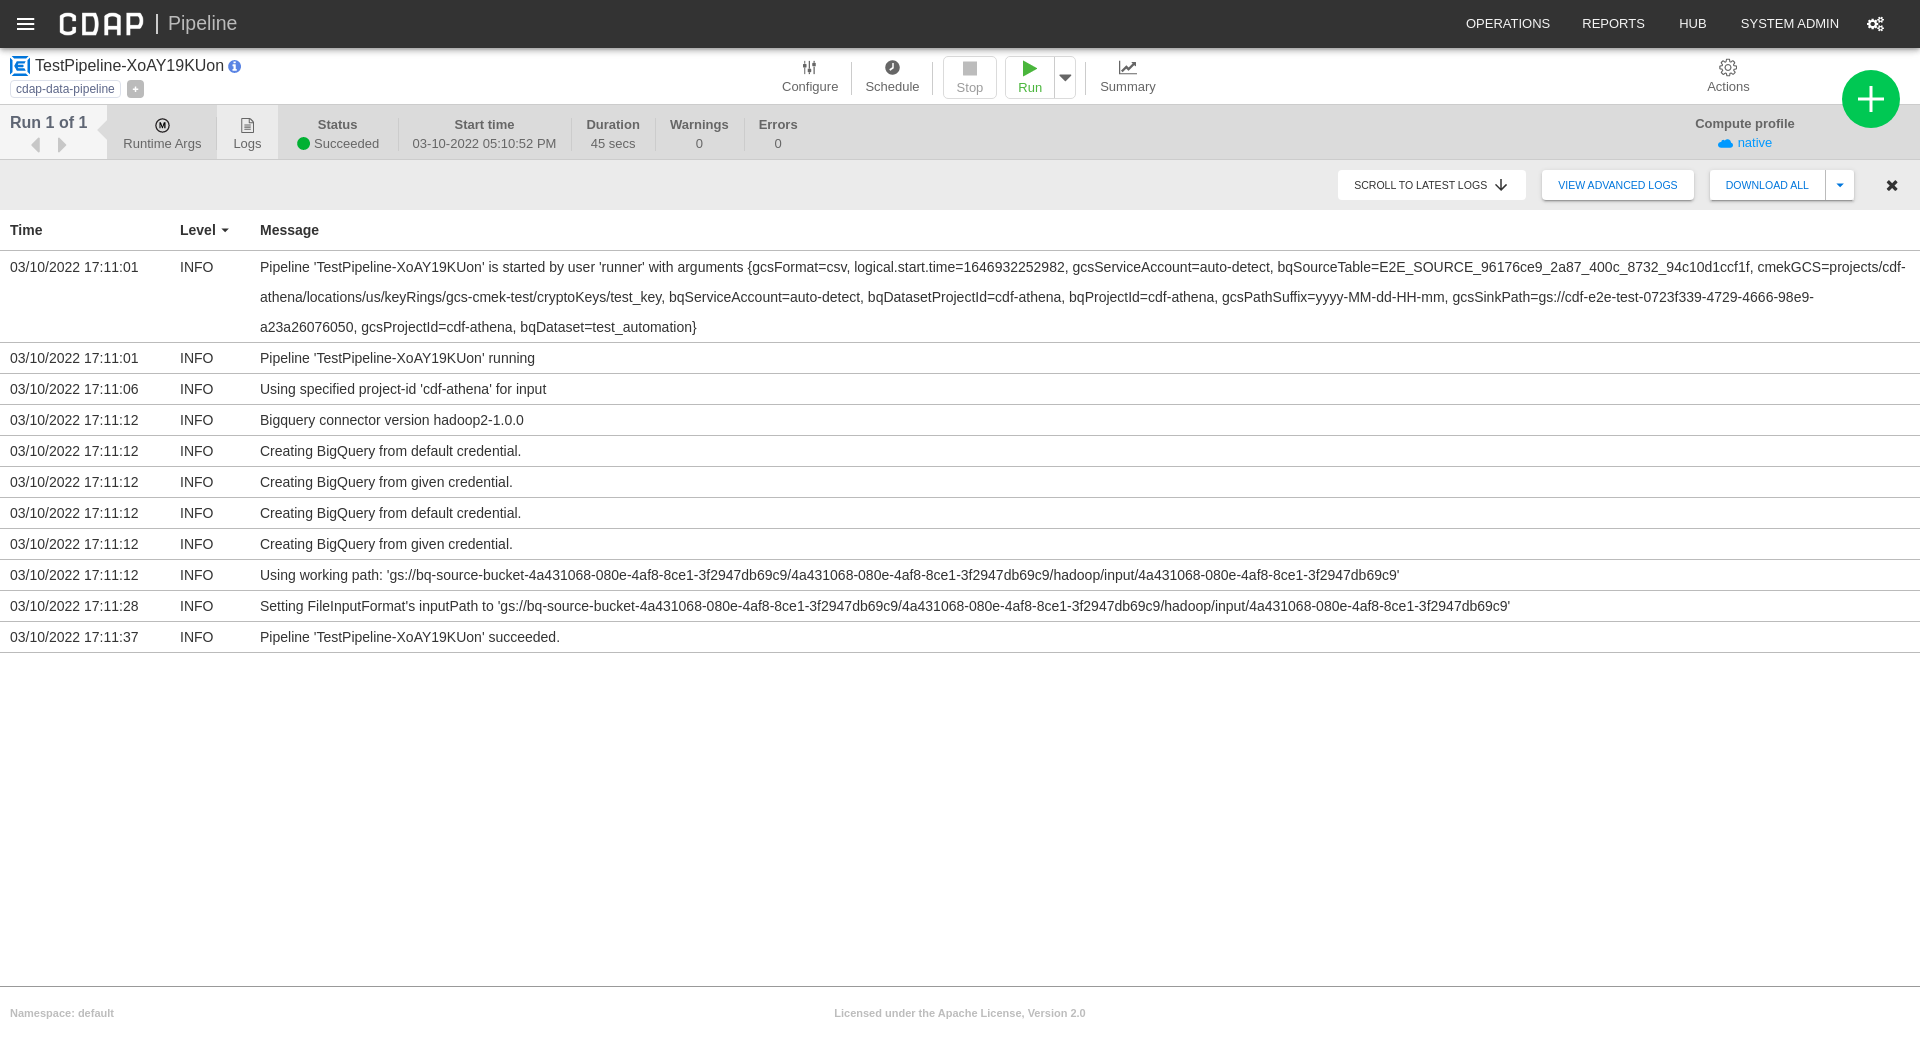 CDAP | Pipeline
OPERATIONS REPORTS HUB SYSTEM ADMIN
TestPipeline-XoAY19KUon
cdap-data-pipeline +
Configure Schedule Stop Run Summary Actions
Run 1 of 1
Runtime Args
Logs
Status
Succeeded
Start time
03-10-2022 05:10:52 PM
Duration
45 secs
Warnings
0
Errors
0
Compute profile
native
SCROLL TO LATEST LOGS VIEW ADVANCED LOGS DOWNLOAD ALL
Time Level Message
03/10/2022 17:11:01 INFO Pipeline 'TestPipeline-XoAY19KUon' is started by user 'runner' with arguments {gcsFormat=csv, logical.start.time=1646932252982, gcsServiceAccount=auto-detect, bqSourceTable=E2E_SOURCE_96176ce9_2a87_400c_8732_94c10d1ccf1f, cmekGCS=projects/cdf-
athena/locations/us/keyRings/gcs-cmek-test/cryptoKeys/test_key, bqServiceAccount=auto-detect, bqDatasetProjectId=cdf-athena, bqProjectId=cdf-athena, gcsPathSuffix=yyyy-MM-dd-HH-mm, gcsSinkPath=gs://cdf-e2e-test-0723f339-4729-4666-98e9-
a23a26076050, gcsProjectId=cdf-athena, bqDataset=test_automation}
03/10/2022 17:11:01 INFO Pipeline 'TestPipeline-XoAY19KUon' running
03/10/2022 17:11:06 INFO Using specified project-id 'cdf-athena' for input
03/10/2022 17:11:12 INFO Bigquery connector version hadoop2-1.0.0
03/10/2022 17:11:12 INFO Creating BigQuery from default credential.
03/10/2022 17:11:12 INFO Creating BigQuery from given credential.
03/10/2022 17:11:12 INFO Creating BigQuery from default credential.
03/10/2022 17:11:12 INFO Creating BigQuery from given credential.
03/10/2022 17:11:12 INFO Using working path: 'gs://bq-source-bucket-4a431068-080e-4af8-8ce1-3f2947db69c9/4a431068-080e-4af8-8ce1-3f2947db69c9/hadoop/input/4a431068-080e-4af8-8ce1-3f2947db69c9'
03/10/2022 17:11:28 INFO Setting FileInputFormat's inputPath to 'gs://bq-source-bucket-4a431068-080e-4af8-8ce1-3f2947db69c9/4a431068-080e-4af8-8ce1-3f2947db69c9/hadoop/input/4a431068-080e-4af8-8ce1-3f2947db69c9'
03/10/2022 17:11:37 INFO Pipeline 'TestPipeline-XoAY19KUon' succeeded.
Namespace: default
Licensed under the Apache License, Version 2.0